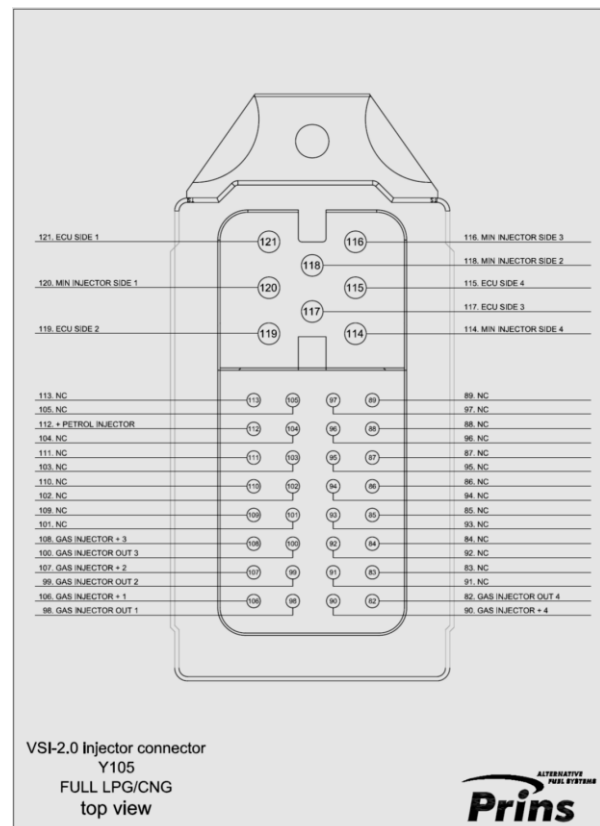 121. ECU SIDE 1
121
116
116. MIN INJECTOR SIDE 3
118
118. MIN INJECTOR SIDE 2
120. MIN INJECTOR SIDE 1
120
115
115. ECU SIDE 4
117
117. ECU SIDE 3
119. ECU SIDE 2
119
114
114. MIN INJECTOR SIDE 4
113. NC
113 105 97 89
89. NC
105. NC
97. NC
112. + PETROL INJECTOR
112 104 96 88
88. NC
104. NC
96. NC
111. NC
111 103 95 87
87. NC
103. NC
95. NC
110. NC
110 102 94 86
86. NC
102. NC
94. NC
109. NC
109 101 93 85
85. NC
101. NC
93. NC
108. GAS INJECTOR + 3
108 100 92 84
84. NC
100. GAS INJECTOR OUT 3
92. NC
107. GAS INJECTOR + 2
107 99 91 83
83. NC
99. GAS INJECTOR OUT 2
91. NC
106. GAS INJECTOR + 1
106 98 90 82
82. GAS INJECTOR OUT 4
98. GAS INJECTOR OUT 1
90. GAS INJECTOR + 4
VSI-2.0 Injector connector
Y105
FULL LPG/CNG
top view
ALTERNATIVE
FUEL SYSTEMS
Prins